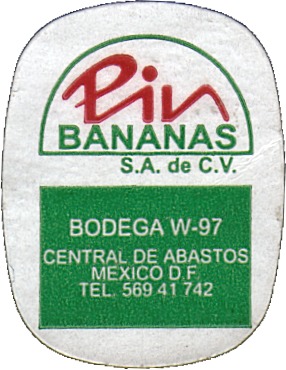 Pin
BANANAS
S.A. de C.V.
BODEGA W-97
CENTRAL DE ABASTOS
MEXICO D.F.
TEL. 569 41 742